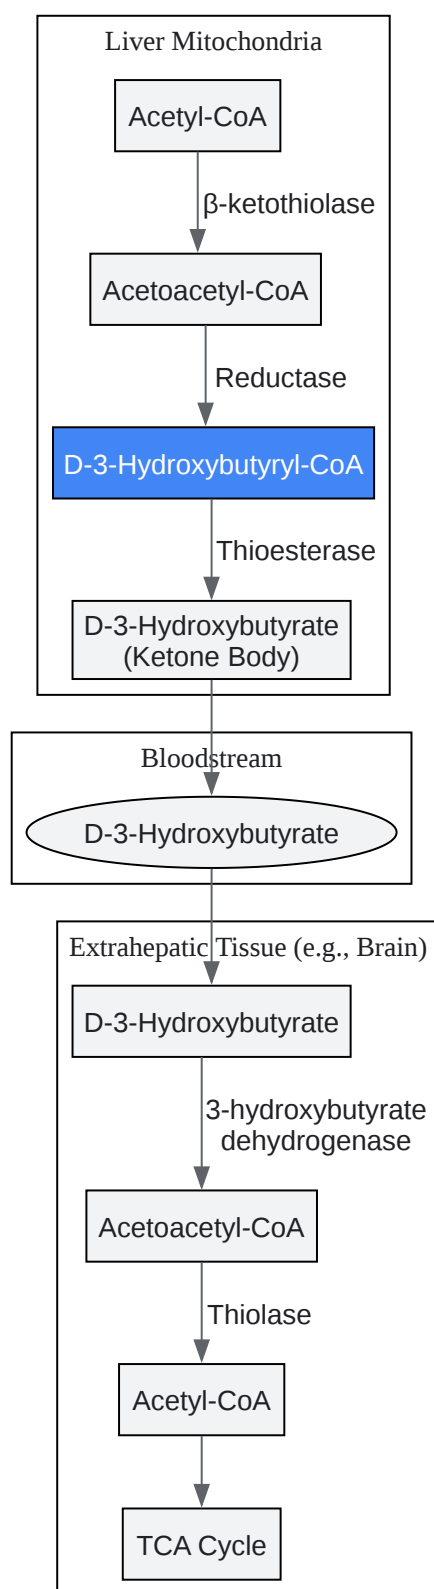 Liver Mitochondria
Acetyl-CoA
β-ketothiolase
Acetoacetyl-CoA
Reductase
D-3-Hydroxybutyryl-CoA
Thioesterase
D-3-Hydroxybutyrate
(Ketone Body)
Bloodstream
D-3-Hydroxybutyrate
Extrahepatic Tissue (e.g., Brain)
D-3-Hydroxybutyrate
3-hydroxybutyrate
dehydrogenase
Acetoacetyl-CoA
Thiolase
Acetyl-CoA
TCA Cycle